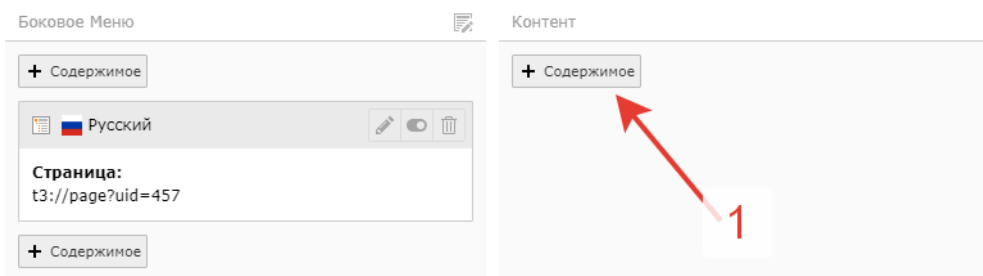 Боковое Меню
Контент
+ Содержимое
+ Содержимое
Русский
Страница:
t3://page?uid=457
1
+ Содержимое